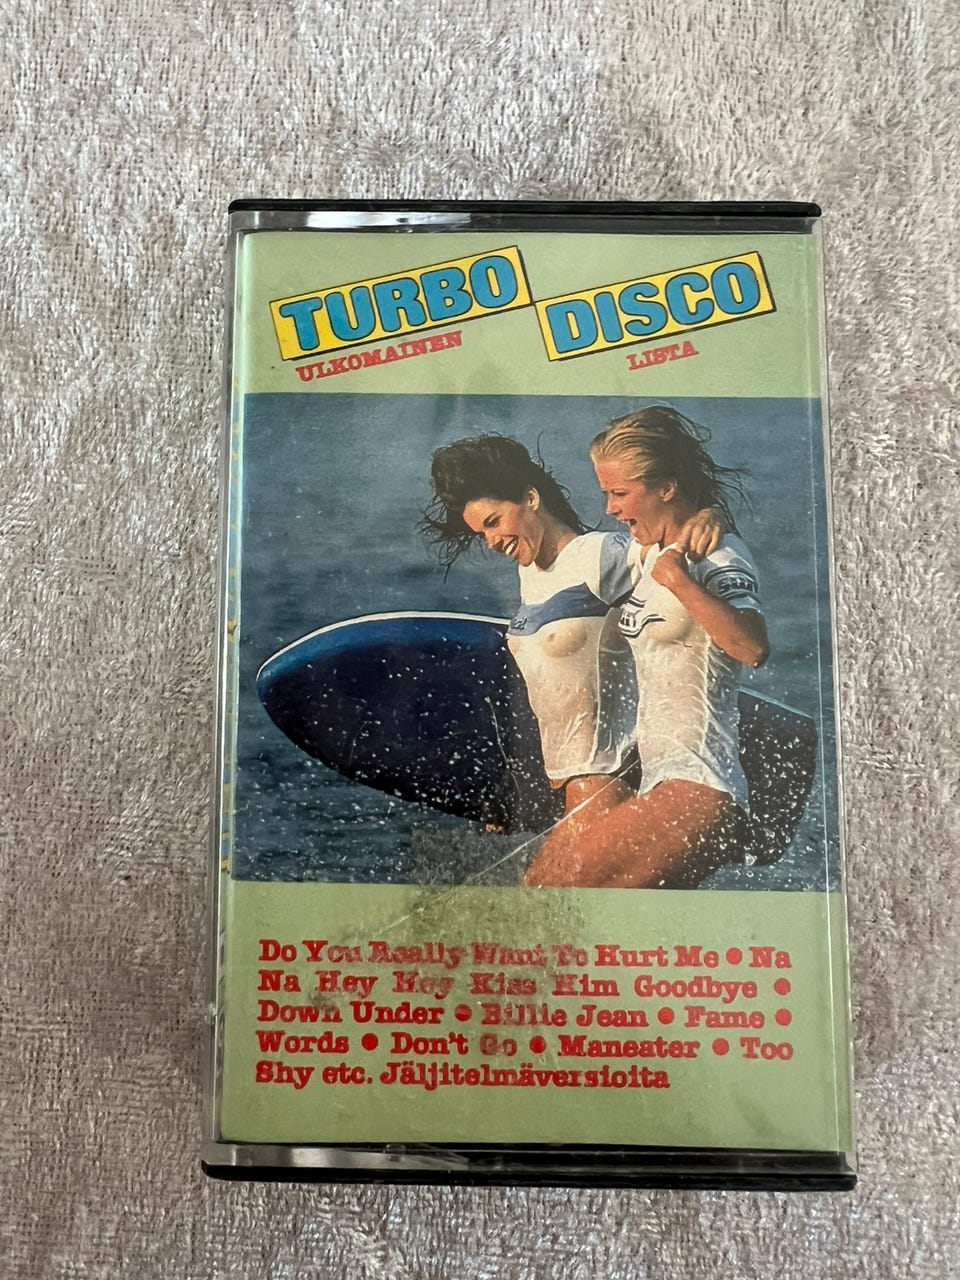 TURBO DISCO
ULKOMAINEN LISTA
Do You Really Want To Hurt Me • Na
Na Hey Hey Kiss Him Goodbye •
Down Under • Billie Jean • Fame •
Words • Don't Go • Maneater • Too
Shy etc. Jäljitelmäversioita